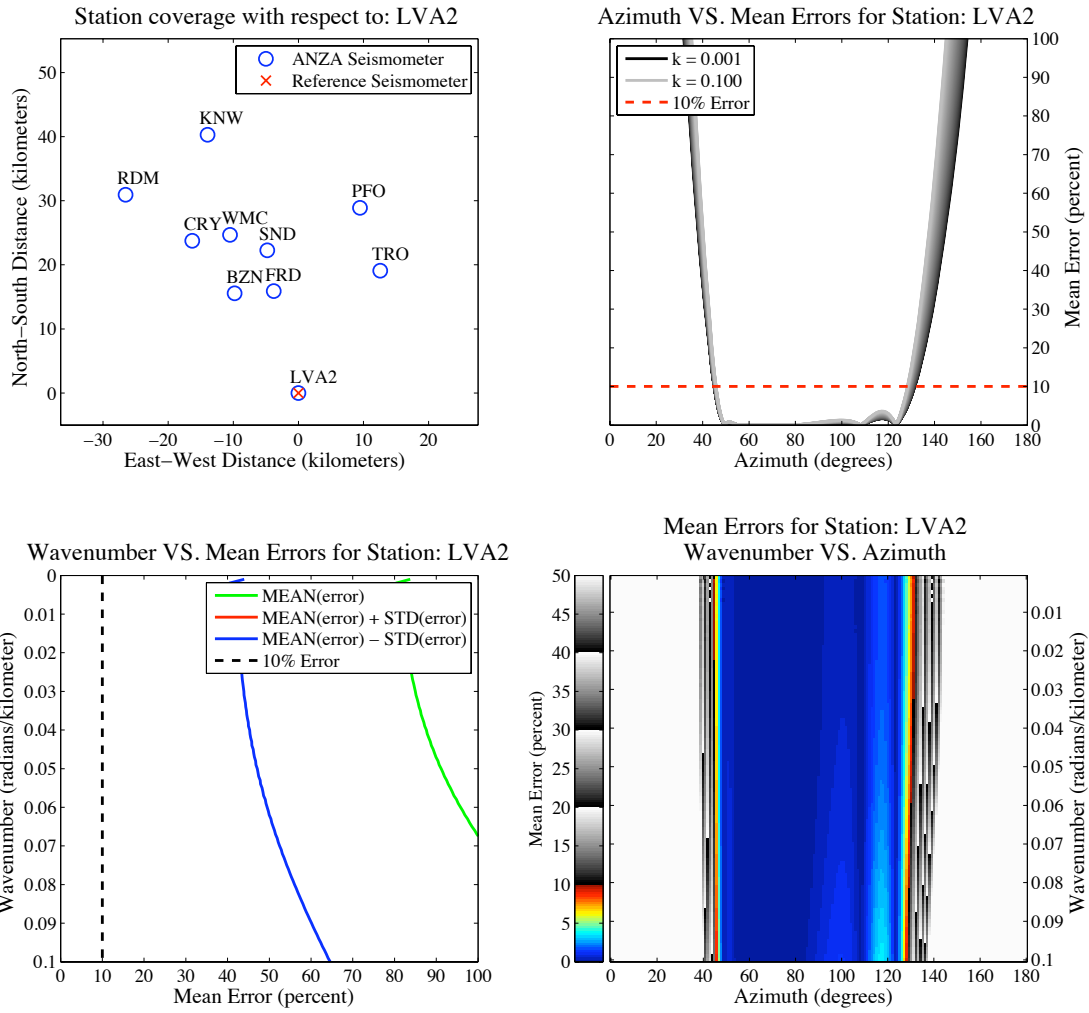 Station coverage with respect to: LVA2
ANZA Seismometer
Reference Seismometer
KNW
RDM
PFO
CRY
WMC
SND
TRO
BZN
FRD
LVA2
50
40
30
20
10
0
−30
−20
−10
0
10
20
North−South Distance (kilometers)
East−West Distance (kilometers)
Azimuth VS. Mean Errors for Station: LVA2
k = 0.001
k = 0.100
10% Error
100
90
80
70
60
50
40
30
20
10
0
0
20
40
60
80
100
120
140
160
180
Mean Error (percent)
Azimuth (degrees)
Wavenumber VS. Mean Errors for Station: LVA2
MEAN(error)
MEAN(error) + STD(error)
MEAN(error) − STD(error)
10% Error
0
0.01
0.02
0.03
0.04
0.05
0.06
0.07
0.08
0.09
0.1
0
10
20
30
40
50
60
70
80
90
100
Wavenumber (radians/kilometer)
Mean Error (percent)
Mean Errors for Station: LVA2
Wavenumber VS. Azimuth
50
45
40
35
30
25
20
15
10
5
0
Mean Error (percent)
0.01
0.02
0.03
0.04
0.05
0.06
0.07
0.08
0.09
0.1
0
20
40
60
80
100
120
140
160
180
Wavenumber (radians/kilometer)
Azimuth (degrees)